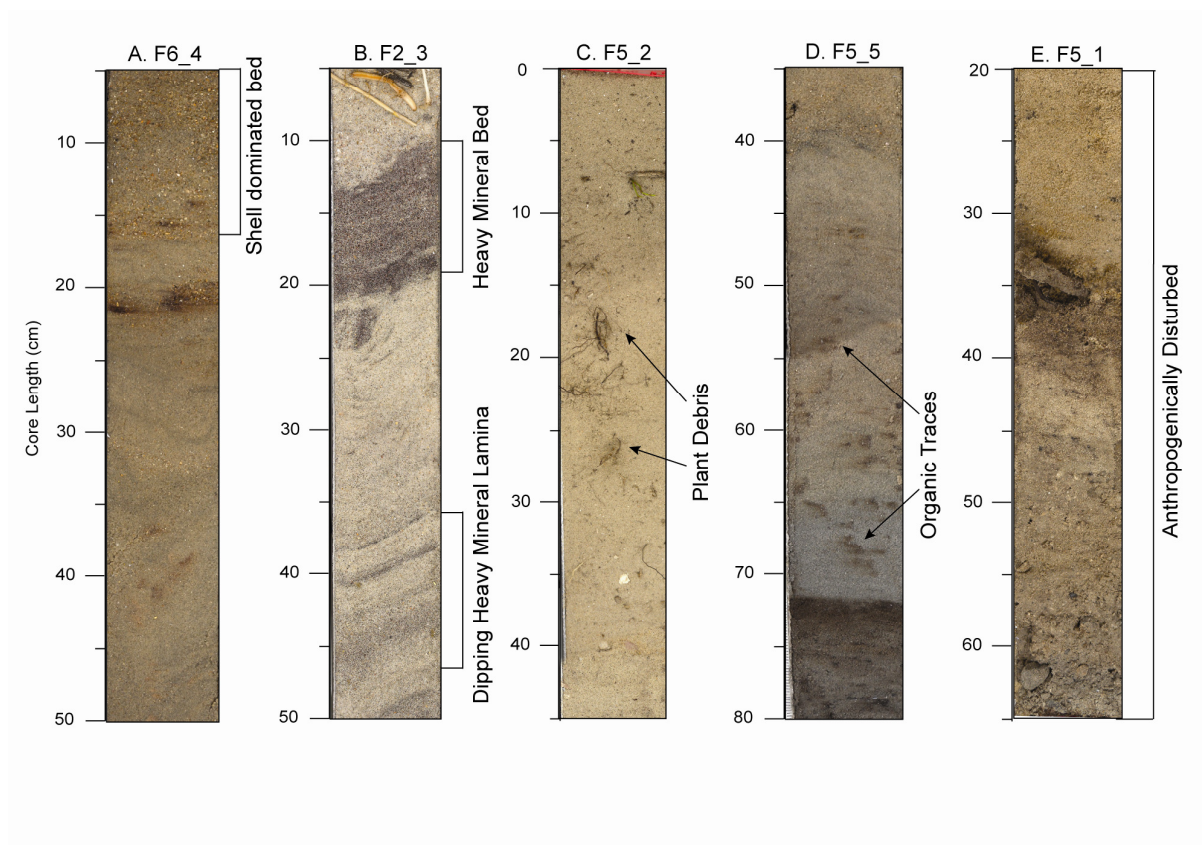 A. F6_4
B. F2_3
C. F5_2
D. F5_5
E. F5_1
Core Length (cm)
10
20
30
40
50
Shell dominated bed
10
20
30
40
50
Heavy Mineral Bed
Dipping Heavy Mineral Lamina
0
10
20
30
40
Plant Debris
40
50
60
70
80
Organic Traces
20
30
40
50
60
Anthropogenically Disturbed